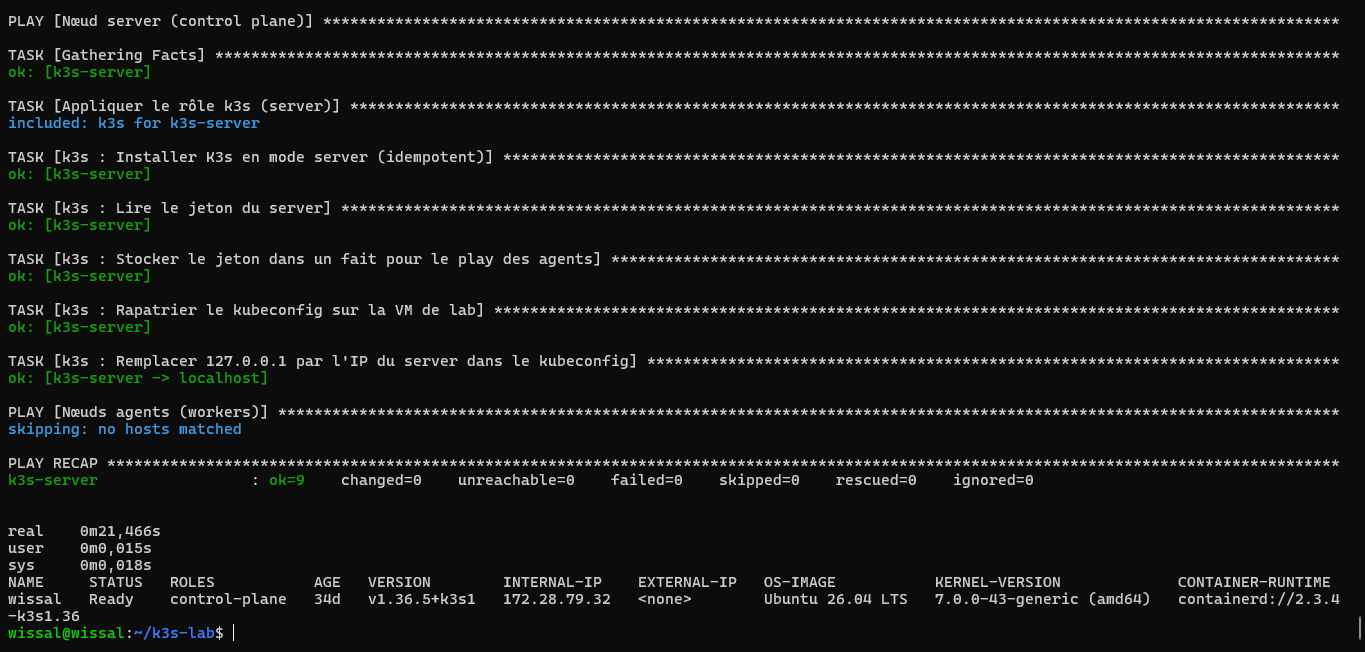 PLAY [Nœud server (control plane)] *****************************************************************************************************************
TASK [Gathering Facts] *****************************************************************************************************************************
ok: [k3s-server]
TASK [Appliquer le rôle k3s (server)] **************************************************************************************************************
included: k3s for k3s-server
TASK [k3s : Installer K3s en mode server (idempotent)] *********************************************************************************************
ok: [k3s-server]
TASK [k3s : Lire le jeton du server] ***************************************************************************************************************
ok: [k3s-server]
TASK [k3s : Stocker le jeton dans un fait pour le play des agents] *********************************************************************************
ok: [k3s-server]
TASK [k3s : Rapatrier le kubeconfig sur la VM de lab] **********************************************************************************************
ok: [k3s-server]
TASK [k3s : Remplacer 127.0.0.1 par l'IP du server dans le kubeconfig] *****************************************************************************
ok: [k3s-server -> localhost]
PLAY [Nœuds agents (workers)] **********************************************************************************************************************
skipping: no hosts matched
PLAY RECAP *****************************************************************************************************************************************
k3s-server                 : ok=9    changed=0    unreachable=0    failed=0    skipped=0    rescued=0    ignored=0
real    0m21,466s
user    0m0,015s
sys     0m0,018s
NAME     STATUS   ROLES           AGE   VERSION        INTERNAL-IP    EXTERNAL-IP   OS-IMAGE           KERNEL-VERSION             CONTAINER-RUNTIME
wissal   Ready    control-plane   34d   v1.36.5+k3s1   172.28.79.32   <none>        Ubuntu 26.04 LTS   7.0.0-43-generic (amd64)   containerd://2.3.4
-k3s1.36
wissal@wissal:~/k3s-lab$